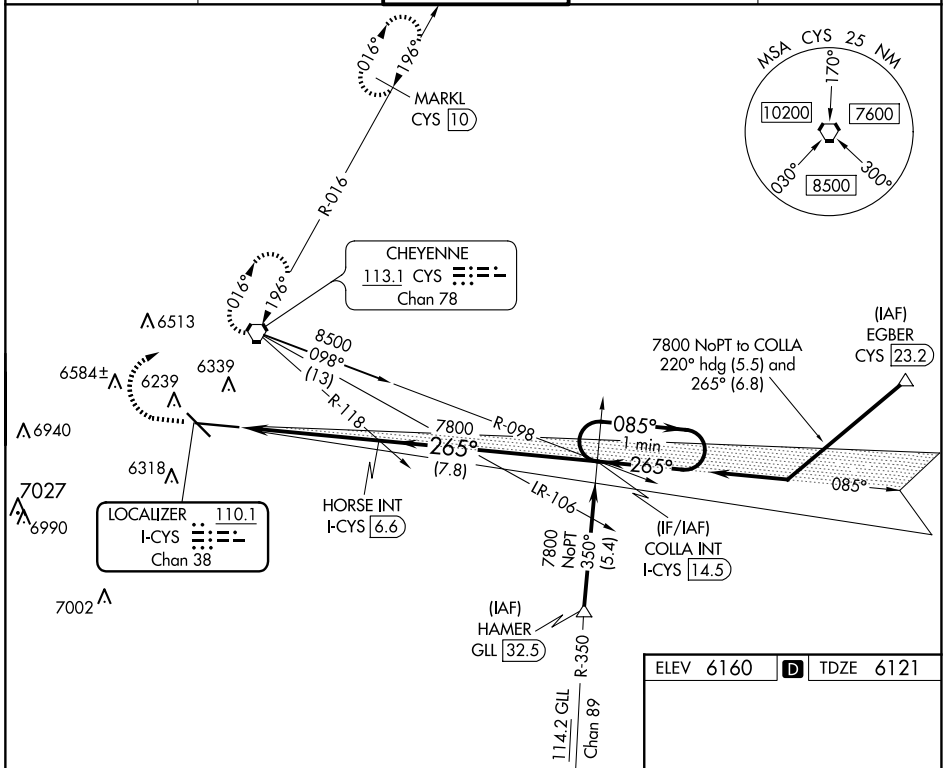 016°
196°
MARKL
CYS 10
R-016
MSA CYS 25 NM
170°
10200
7600
030°
300°
8500
016°
196°
CHEYENNE
113.1 CYS
Chan 78
6513
6584±
6239
6339
6940
6318
7027
6990
7002
8500
098°
(13)
R-118
R-098
7800
265°
(7.8)
LR-106
085°
1 min
265°
7800 NoPT to COLLA
220° hdg (5.5) and
265° (6.8)
(IAF)
EGBER
CYS 23.2
085°
LOCALIZER 110.1
I-CYS
Chan 38
HORSE INT
I-CYS 6.6
(IF/IAF)
COLLA INT
I-CYS 14.5
7800
NoPT
350°
(5.4)
(IAF)
HAMER
GLL 32.5
R-350
114.2 GLL
Chan 89
ELEV 6160 D TDZE 6121